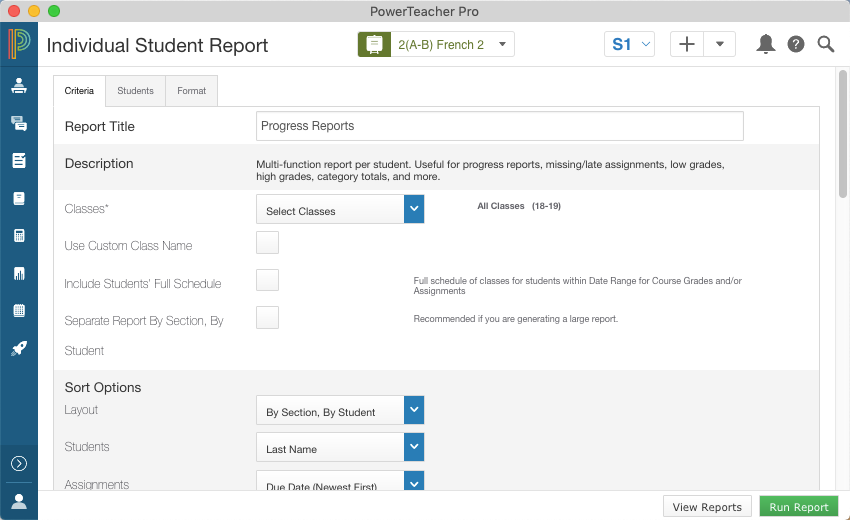 PowerTeacher Pro
Individual Student Report
2(A-B) French 2
S1
Criteria
Students
Format
Report Title
Progress Reports
Description
Multi-function report per student. Useful for progress reports, missing/late assignments, low grades,
high grades, category totals, and more.
Classes*
Select Classes
All Classes (18-19)
Use Custom Class Name
Include Students' Full Schedule
Full schedule of classes for students within Date Range for Course Grades and/or
Assignments
Separate Report By Section, By
Student
Recommended if you are generating a large report.
Sort Options
Layout
By Section, By Student
Students
Last Name
Assignments
Due Date (Newest First)
View Reports
Run Report